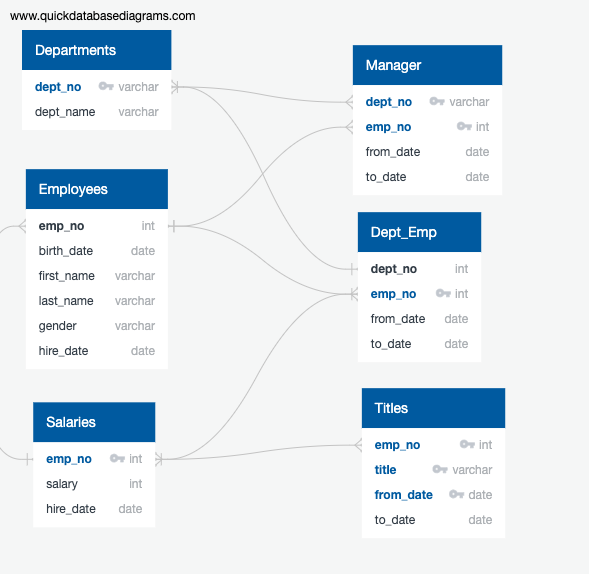 www.quickdatabasediagrams.com
Departments
dept_no varchar
dept_name varchar
Manager
dept_no varchar
emp_no int
from_date date
to_date date
Employees
emp_no int
birth_date date
first_name varchar
last_name varchar
gender varchar
hire_date date
Dept_Emp
dept_no int
emp_no int
from_date date
to_date date
Salaries
emp_no int
salary int
hire_date date
Titles
emp_no int
title varchar
from_date date
to_date date